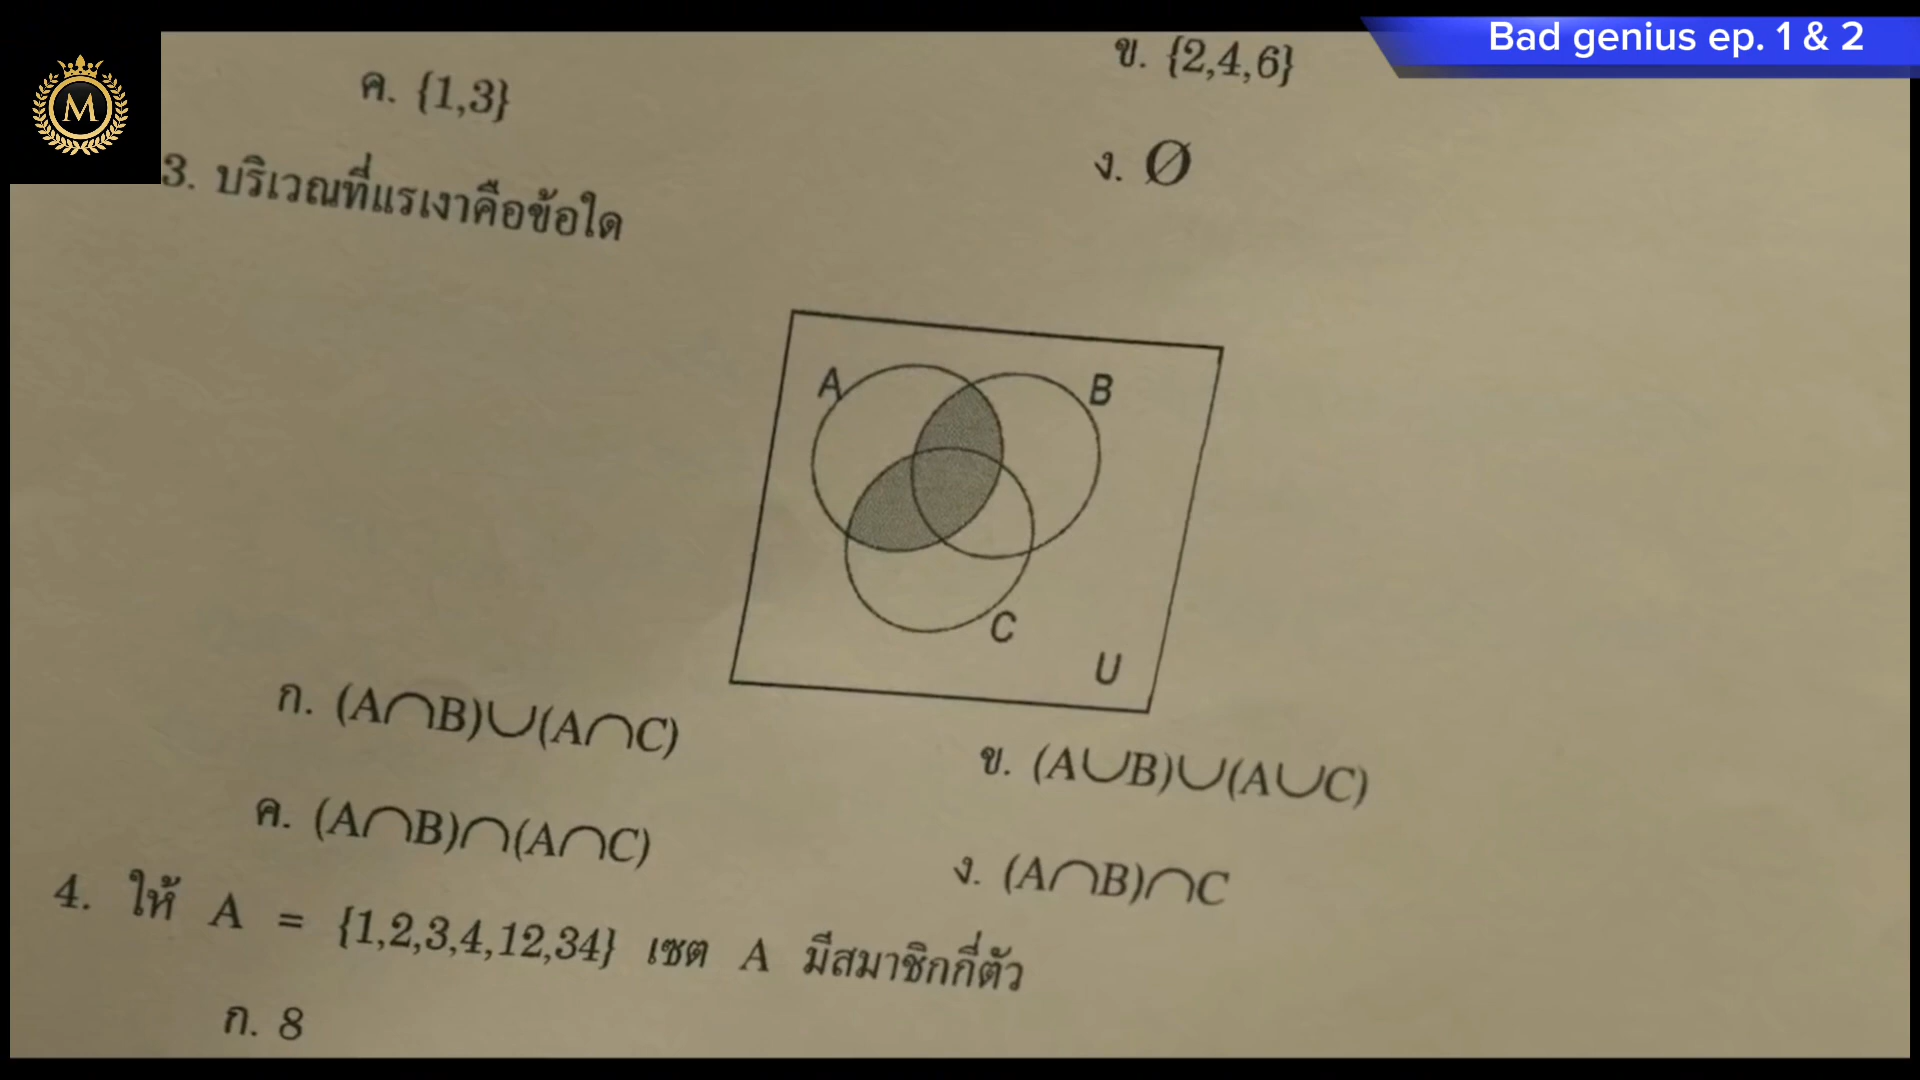 Bad genius ep. 1 & 2
M
ข. {2,4,6}
ค. {1,3}
ง. Ø
3. บริเวณที่แรเงาคือข้อใด
A
B
C
U
ก. (A∩B)∪(A∩C)
ข. (A∪B)∪(A∪C)
ค. (A∩B)∩(A∩C)
ง. (A∩B)∩C
4. ให้ A = {1,2,3,4,12,34} เซต A มีสมาชิกกี่ตัว
ก. 8